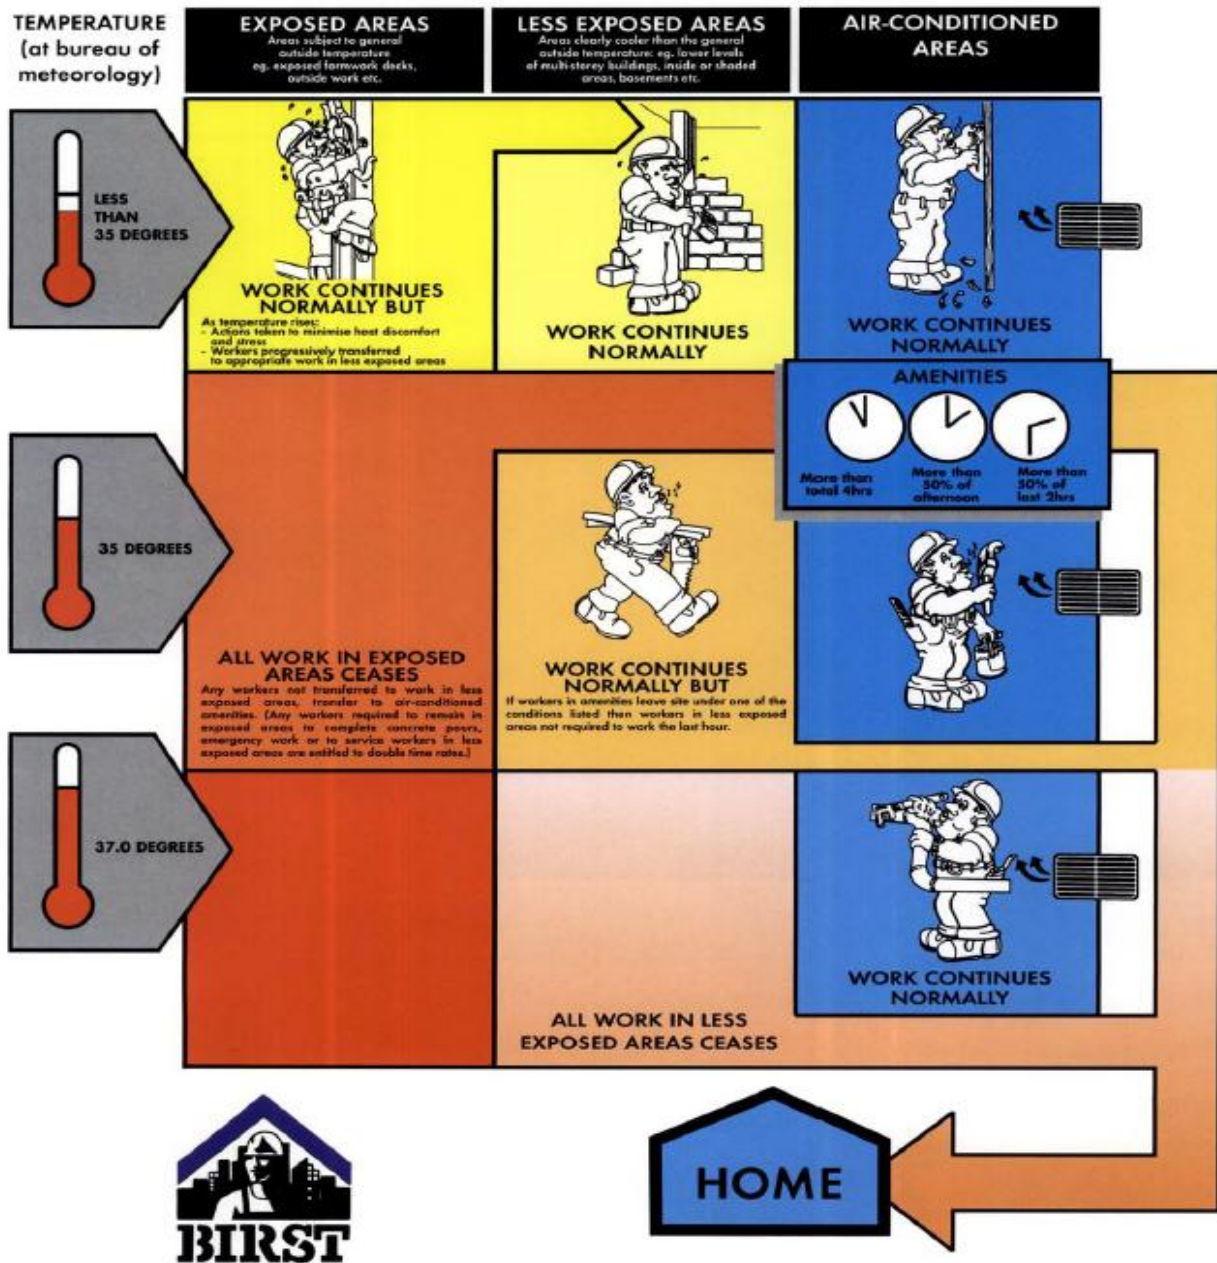 TEMPERATURE
(at bureau of
meteorology)
EXPOSED AREAS
Areas subject to general
outside temperature
eg. exposed formwork decks,
outside work etc.
LESS EXPOSED AREAS
Areas clearly cooler than the general
outside temperature: eg. lower levels
of multi-storey buildings, inside or shaded
areas, basements etc.
AIR-CONDITIONED
AREAS
LESS
THAN
35 DEGREES
WORK CONTINUES
NORMALLY BUT
As temperature rises:
- Actions taken to minimise heat discomfort
and stress
- Workers progressively transferred
to appropriate work in less exposed areas
WORK CONTINUES
NORMALLY
WORK CONTINUES
NORMALLY
AMENITIES
More than
total 4hrs
More than
50% of
afternoon
More than
50% of
last 2hrs
35 DEGREES
ALL WORK IN EXPOSED
AREAS CEASES
Any workers not transferred to work in less
exposed areas, transfer to air-conditioned
amenities. (Any workers required to remain in
exposed areas to complete concrete pours,
emergency work or to service workers in less
exposed areas are entitled to double time rates.)
WORK CONTINUES
NORMALLY BUT
If workers in amenities leave site under one of the
conditions listed then workers in less exposed
areas not required to work the last hour.
37.0 DEGREES
WORK CONTINUES
NORMALLY
ALL WORK IN LESS
EXPOSED AREAS CEASES
HOME
BIRST